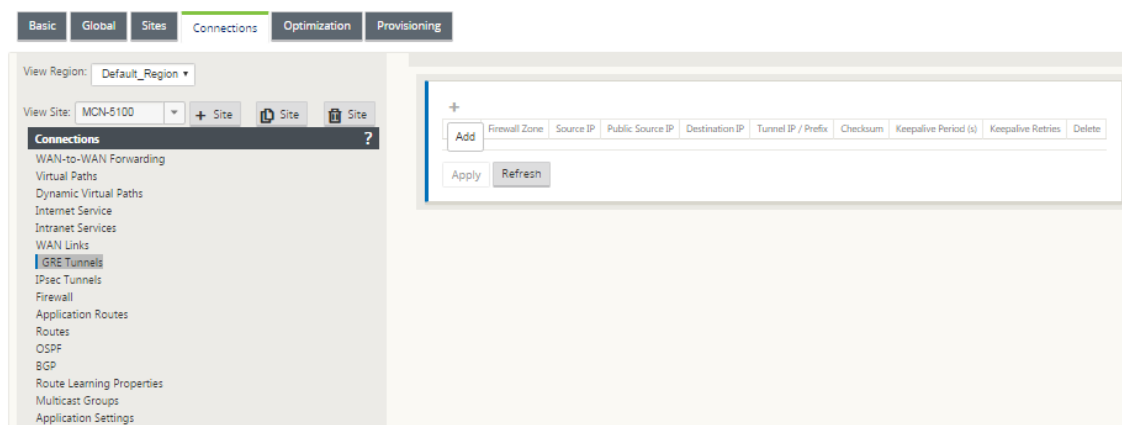 Basic Global Sites Connections Optimization Provisioning
View Region: Default_Region
View Site: MCN-5100 + Site Site Site
Connections ?
WAN-to-WAN Forwarding
Virtual Paths
Dynamic Virtual Paths
Internet Service
Intranet Services
WAN Links
GRE Tunnels
IPsec Tunnels
Firewall
Application Routes
Routes
OSPF
BGP
Route Learning Properties
Multicast Groups
Application Settings
+
Add
Firewall Zone Source IP Public Source IP Destination IP Tunnel IP / Prefix Checksum Keepalive Period (s) Keepalive Retries Delete
Apply Refresh